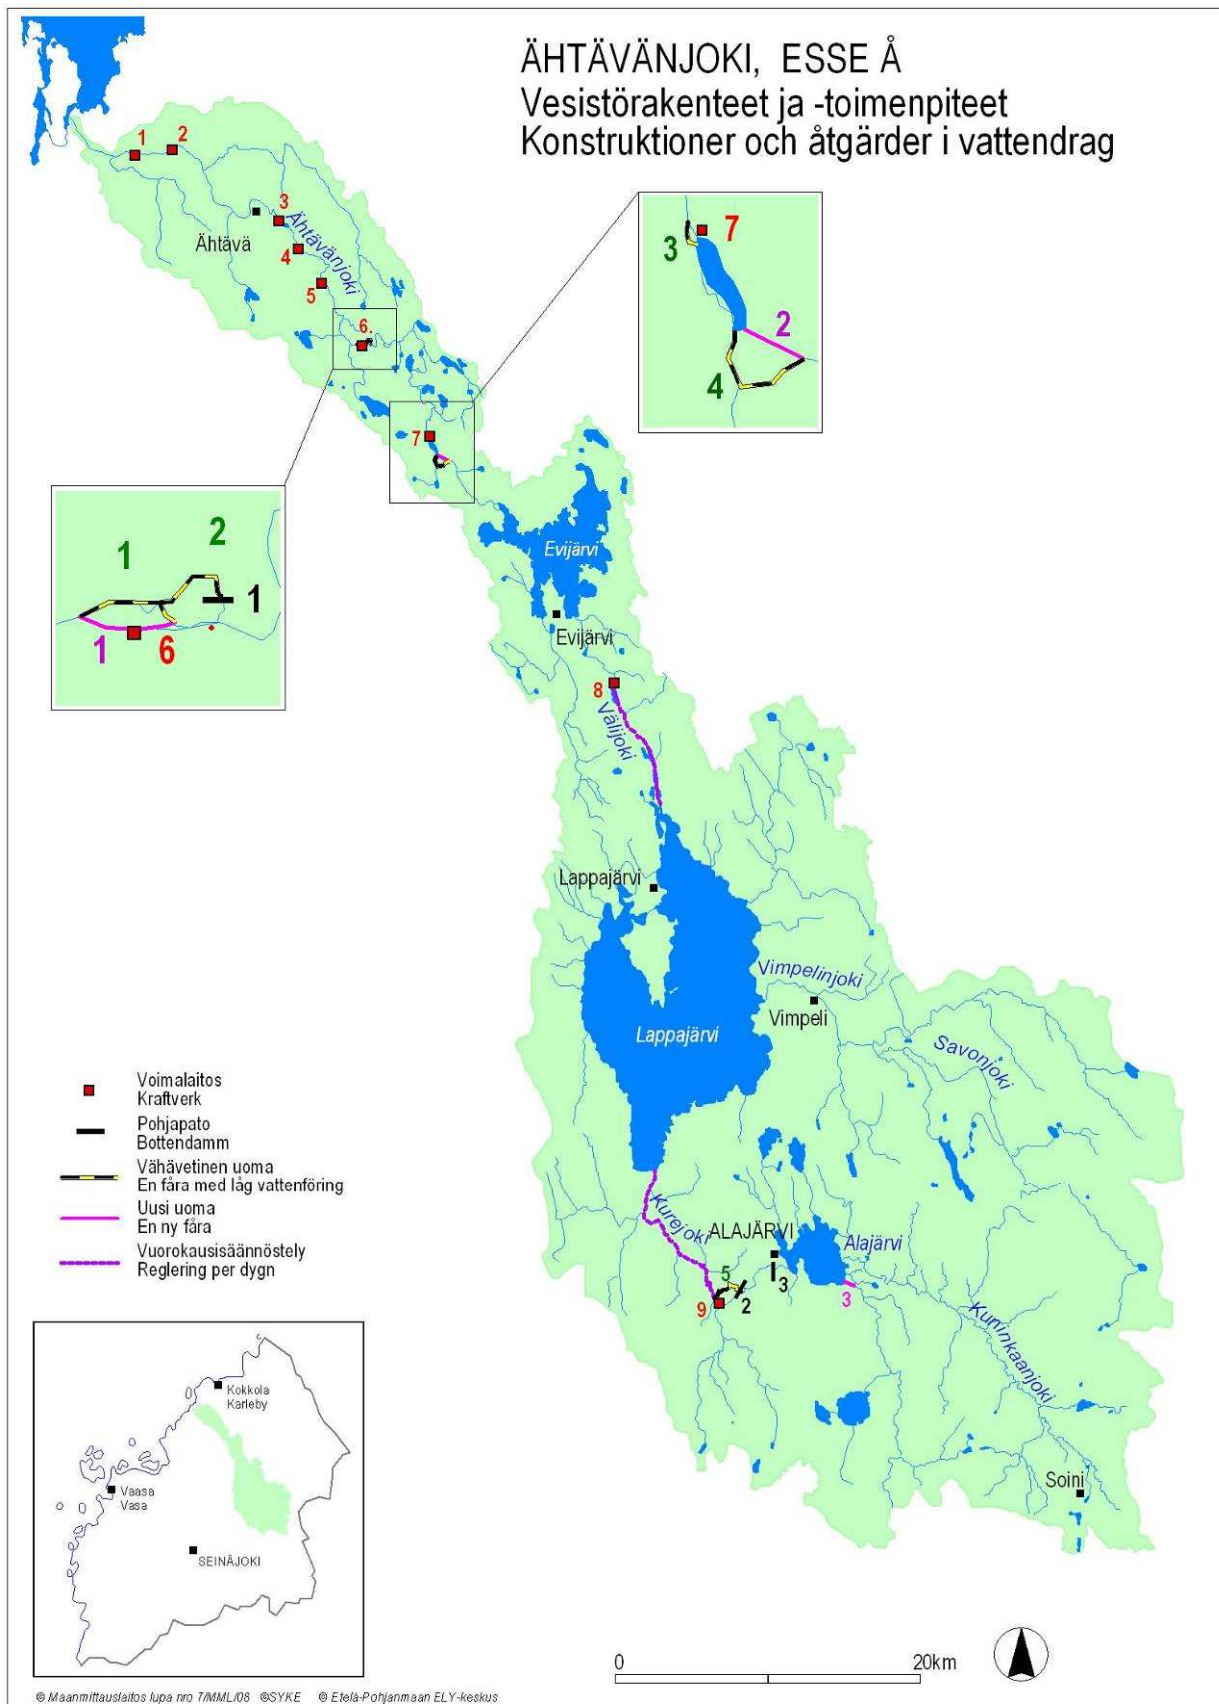 ÄHTÄVÄNJOKI, ESSE Å
Vesistörakenteet ja -toimenpiteet
Konstruktioner och åtgärder i vattendrag
1
2
3
Ähtävänjoki
Ähtävä
4
5
6.
7
3
7
2
4
1
2
1
1
6
Evijärvi
Evijärvi
8
Välijoki
Lappajärvi
Vimpelinjoki
Vimpeli
Lappajärvi
Savonjoki
Kurejoki
ALAJÄRVI
Alajärvi
5
3
3
9
2
Kuninkaanjoki
Soini
Voimalaitos
Kraftverk
Pohjapato
Bottendamm
Vähävetinen uoma
En fåra med låg vattenföring
Uusi uoma
En ny fåra
Vuorokausisäännöstely
Reglering per dygn
Kokkola
Karleby
Vaasa
Vasa
SEINÄJOKI
0 20km
© Maanmittauslaitos lupa nro 7/MML/08 ©SYKE © Etelä-Pohjanmaan ELY-keskus